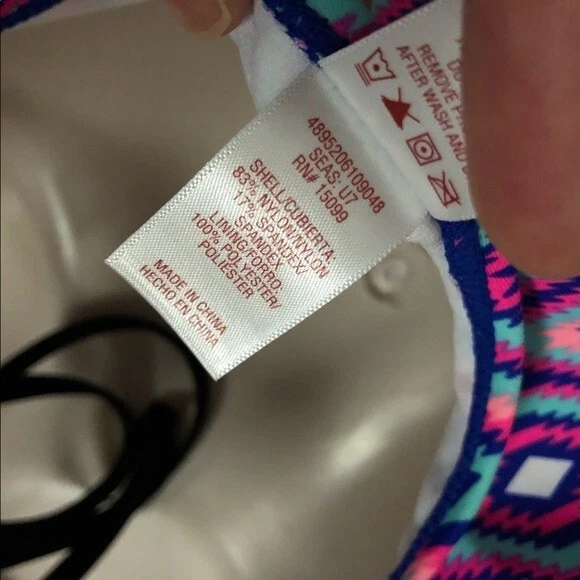 4895206109048
SEAS: U7
RN# 15099
SHELL/CUBIERTA
83% NYLON/NYLON
17% SPANDEX/
SPANDEX
LINING/FORRO
100% POLYESTER/
POLIESTER
MADE IN CHINA
HECHO EN CHINA
REMOVE
AFTER WASH AND